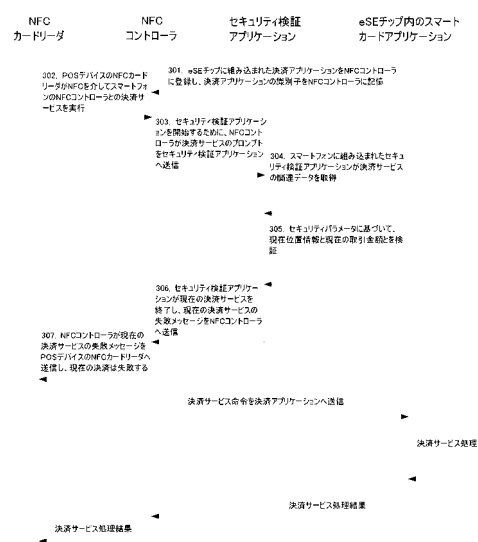 NFC
カードリーダ
NFC
コントローラ
セキュリティ検証
アプリケーション
eSEチップ内のスマート
カードアプリケーション
301. eSEチップに組み込まれた決済アプリケーションをNFCコントローラ
に登録し、決済アプリケーションの識別子をNFCコントローラに記憶
302. POSデバイスのNFCカード
リーダがNFCを介してスマートフォ
ンのNFCコントローラとの決済サ
ービスを実行
303. セキュリティ検証アプリケーシ
ョンを開始するために、NFCコント
ローラが決済サービスのプロンプト
をセキュリティ検証アプリケーション
へ送信
304. スマートフォンに組み込まれたセキュ
リティ検証アプリケーションが決済サービス
の関連データを取得
305. セキュリティパラメータに基づいて、
現在位置情報と現在の取引金額とを検
証
306. セキュリティ検証アプリケー
ションが現在の決済サービスを
終了し、現在の決済サービスの
失敗メッセージをNFCコントローラ
へ送信
307. NFCコントローラが現在の
決済サービスの失敗メッセージを
POSデバイスのNFCカードリーダへ
送信し、現在の決済は失敗する
決済サービス命令を決済アプリケーションへ送信
決済サービス処理
決済サービス処理結果
決済サービス処理結果